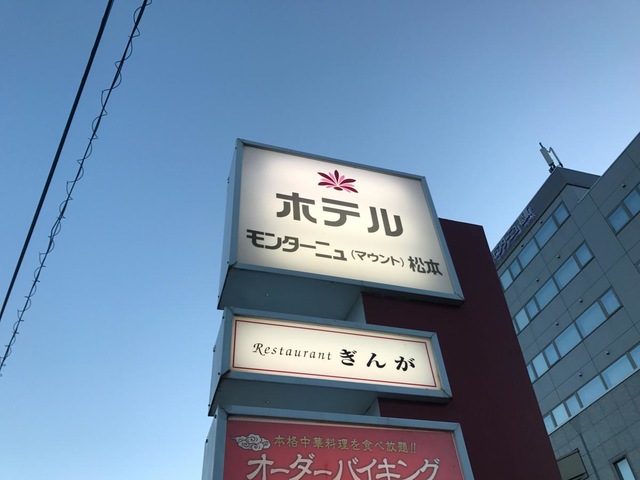 ホテル
モンターニュ(マウント)松本
Restaurant ぎんが
本格中華料理を食べ放題!!
オーダーバイキング